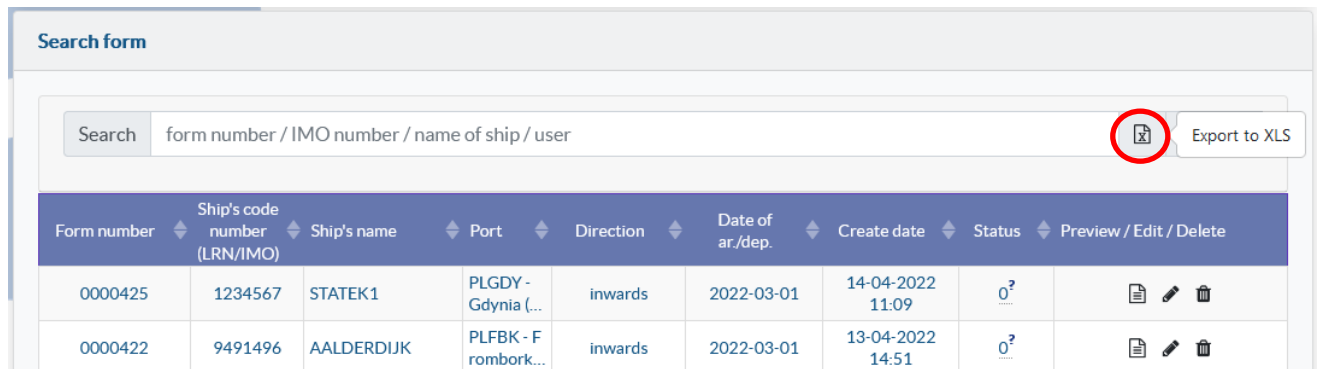 Search form
Search form number / IMO number / name of ship / user Export to XLS
Form number Ship's code number (LRN/IMO) Ship's name Port Direction Date of ar./dep. Create date Status Preview / Edit / Delete
0000425 1234567 STATEK1 PLGDY - Gdynia (... inwards 2022-03-01 14-04-2022 11:09 0?
0000422 9491496 AALDERDIJK PLFBK - F rombork... inwards 2022-03-01 13-04-2022 14:51 0?